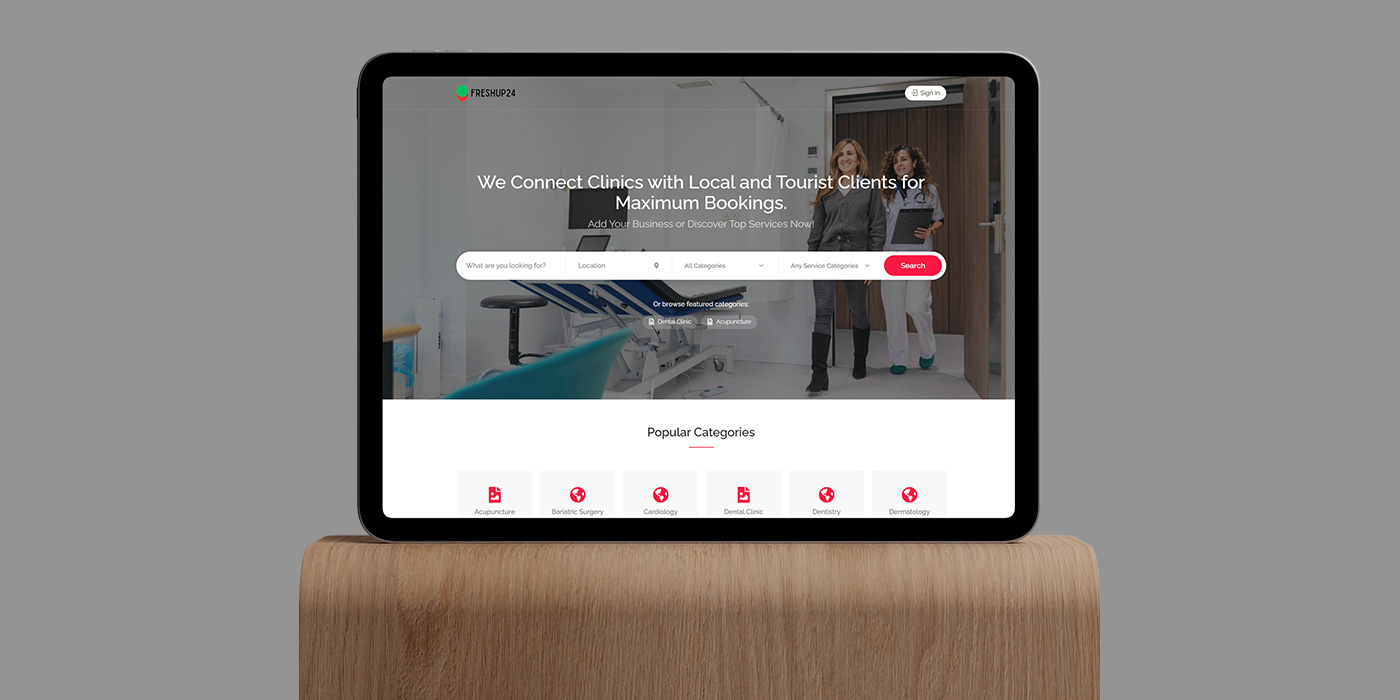 FRESHUP24
Sign In
We Connect Clinics with Local and Tourist Clients for
Maximum Bookings.
Add Your Business or Discover Top Services Now!
What are you looking for?
Location
All Categories
Any Service Categories
Search
Or browse featured categories:
Dental Clinic
Acupuncture
Popular Categories
Acupuncture
Bariatric Surgery
Cardiology
Dental Clinic
Dentistry
Dermatology